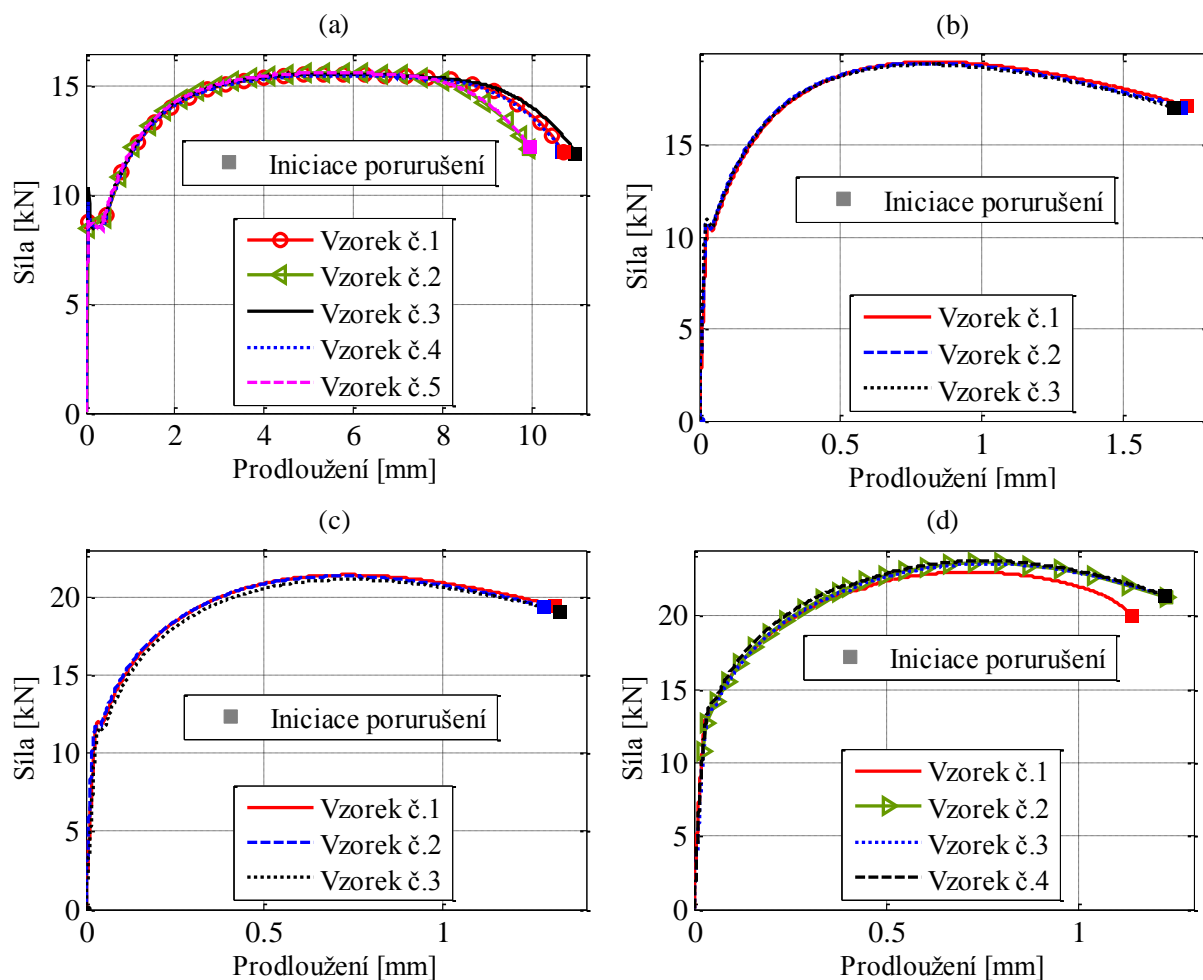 (a)
15
10
5
0
Síla [kN]
Iniciace porurušení
Vzorek č.1
Vzorek č.2
Vzorek č.3
Vzorek č.4
Vzorek č.5
0 2 4 6 8 10
Prodloužení [mm]
(b)
15
10
5
0
Síla [kN]
Iniciace porurušení
Vzorek č.1
Vzorek č.2
Vzorek č.3
0 0.5 1 1.5
Prodloužení [mm]
(c)
20
15
10
5
0
Síla [kN]
Iniciace porurušení
Vzorek č.1
Vzorek č.2
Vzorek č.3
0 0.5 1
Prodloužení [mm]
(d)
20
15
10
5
0
Síla [kN]
Iniciace porurušení
Vzorek č.1
Vzorek č.2
Vzorek č.3
Vzorek č.4
0 0.5 1
Prodloužení [mm]